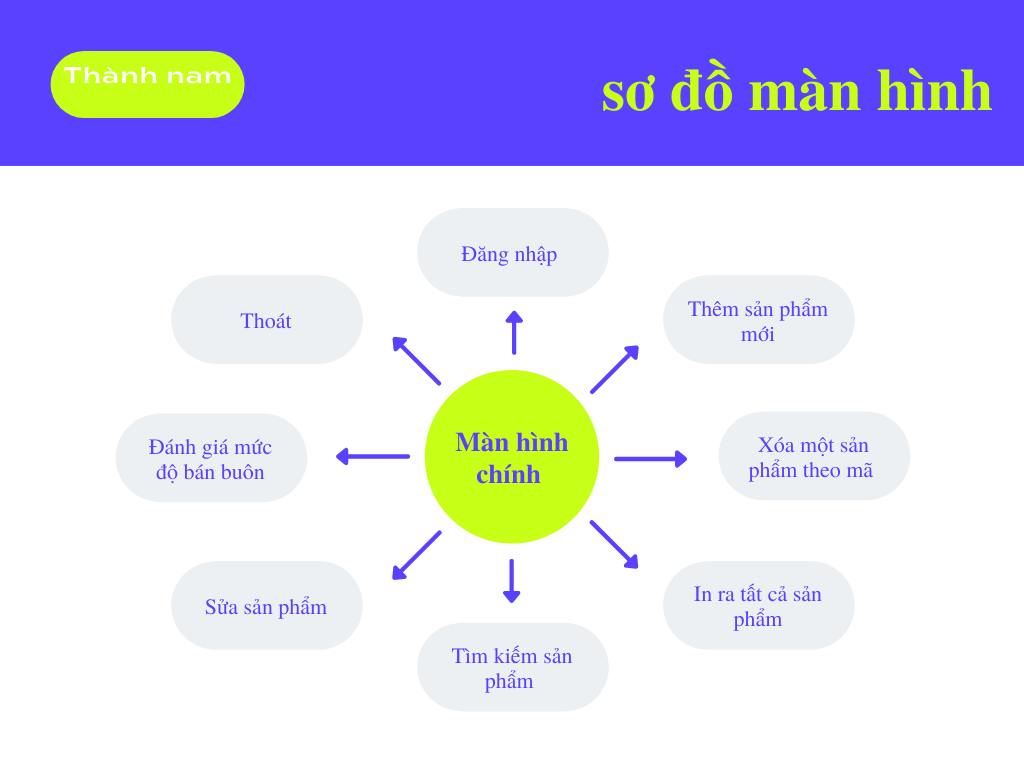 Thành nam
sơ đồ màn hình
Đăng nhập
Thoát
Thêm sản phẩm
mới
Đánh giá mức
độ bán buôn
Màn hình
chính
Xóa một sản
phẩm theo mã
Sửa sản phẩm
In ra tất cả sản
phẩm
Tìm kiếm sản
phẩm